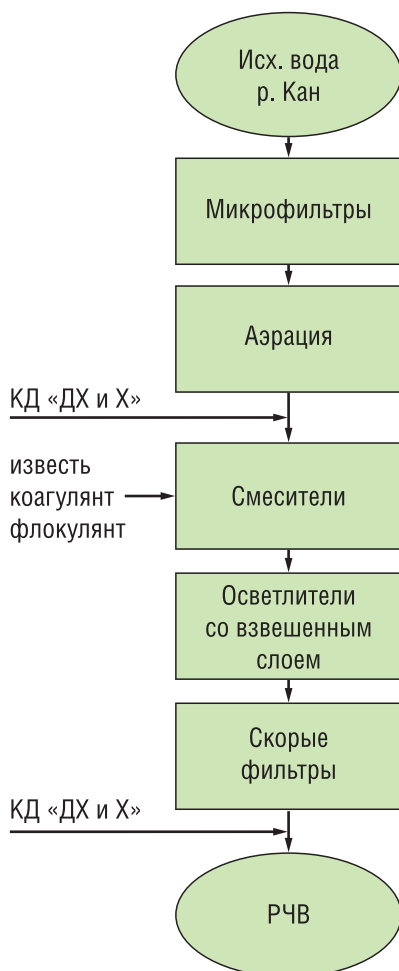 Исх. вода
р. Кан
Микрофильтры
Аэрация
КД «ДХ и Х»
известь
коагулянт
флокулянт
Смесители
Осветлители
со взвешенным
слоем
Скорые
фильтры
КД «ДХ и Х»
РЧВ